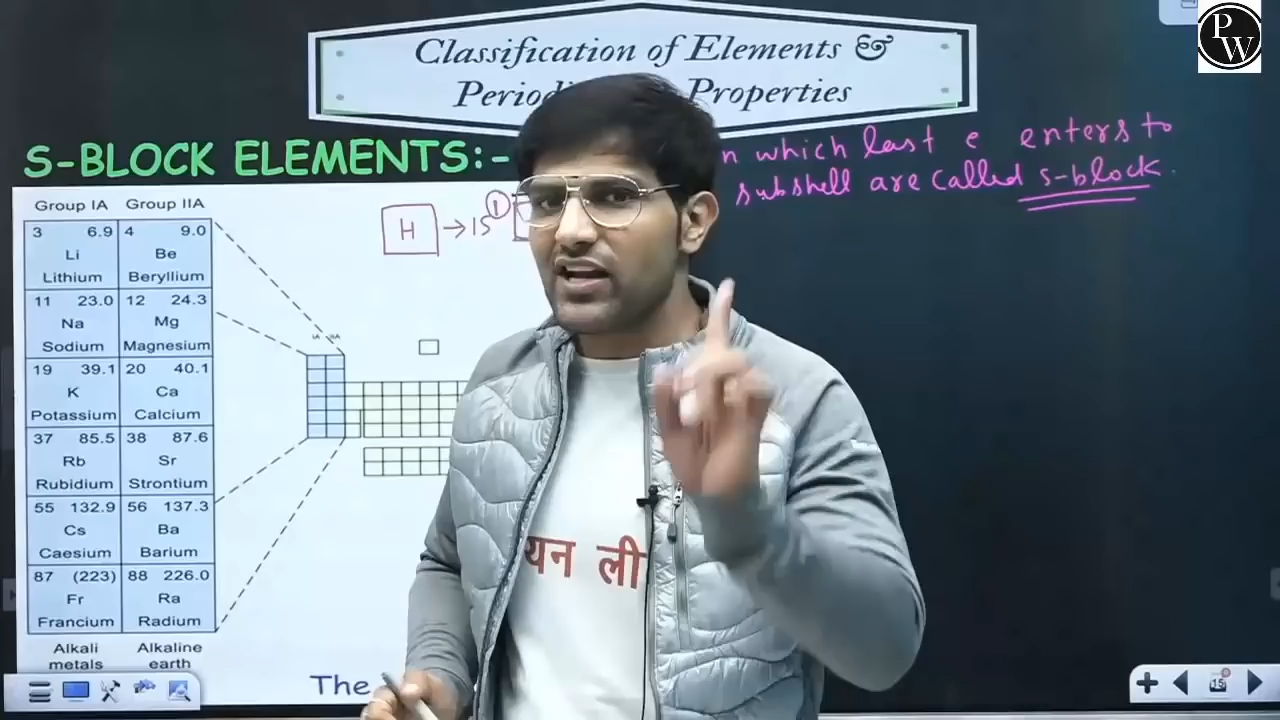 PW
Classification of Elements &
Properties
S-BLOCK ELEMENTS:-
which last e enters to
subshell are called s-block.
Group IA Group IIA
H → 1S①
3 6.9 4 9.0
Li Be
Lithium Beryllium
11 23.0 12 24.3
Na Mg
Sodium Magnesium
19 39.1 20 40.1
K Ca
Potassium Calcium
37 85.5 38 87.6
Rb Sr
Rubidium Strontium
55 132.9 56 137.3
Cs Ba
Caesium Barium
87 (223) 88 226.0
Fr Ra
Francium Radium
Alkali Alkaline
metals earth
The
यन ली
15